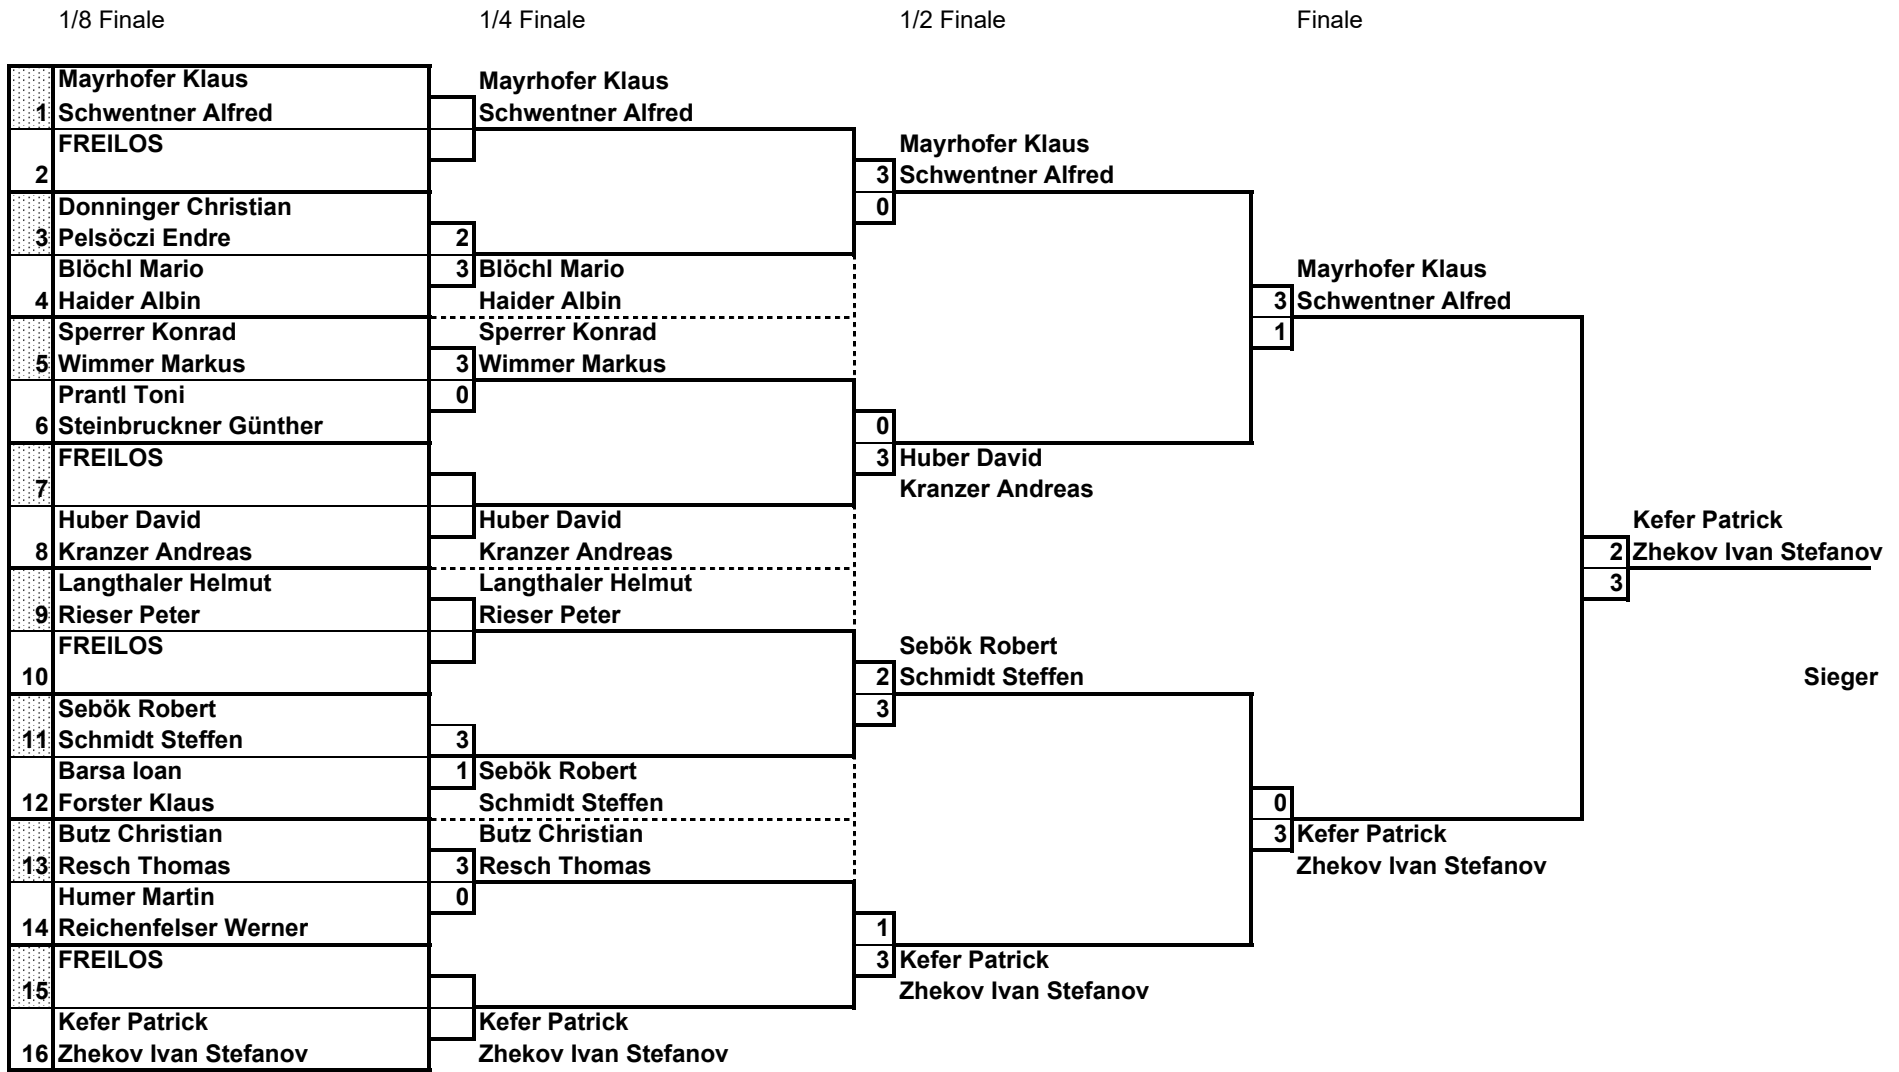 1/8 Finale 1/4 Finale 1/2 Finale Finale
Mayrhofer Klaus Mayrhofer Klaus
1 Schwentner Alfred Schwentner Alfred
FREILOS Mayrhofer Klaus
2 3 Schwentner Alfred
Donninger Christian 0
3 Pelsöczi Endre 2
Blöchl Mario 3 Blöchl Mario Mayrhofer Klaus
4 Haider Albin Haider Albin 3 Schwentner Alfred
Sperrer Konrad Sperrer Konrad 1
5 Wimmer Markus 3 Wimmer Markus
Prantl Toni 0
6 Steinbruckner Günther 0
FREILOS 3 Huber David
7 Kranzer Andreas
Huber David Huber David Kefer Patrick
8 Kranzer Andreas Kranzer Andreas 2 Zhekov Ivan Stefanov
Langthaler Helmut Langthaler Helmut 3
9 Rieser Peter Rieser Peter
FREILOS Sebök Robert
10 2 Schmidt Steffen Sieger
Sebök Robert 3
11 Schmidt Steffen 3
Barsa Ioan 1 Sebök Robert
12 Forster Klaus Schmidt Steffen 0
Butz Christian Butz Christian 3 Kefer Patrick
13 Resch Thomas 3 Resch Thomas Zhekov Ivan Stefanov
Humer Martin 0
14 Reichenfelser Werner 1
FREILOS 3 Kefer Patrick
15 Zhekov Ivan Stefanov
Kefer Patrick Kefer Patrick
16 Zhekov Ivan Stefanov Zhekov Ivan Stefanov